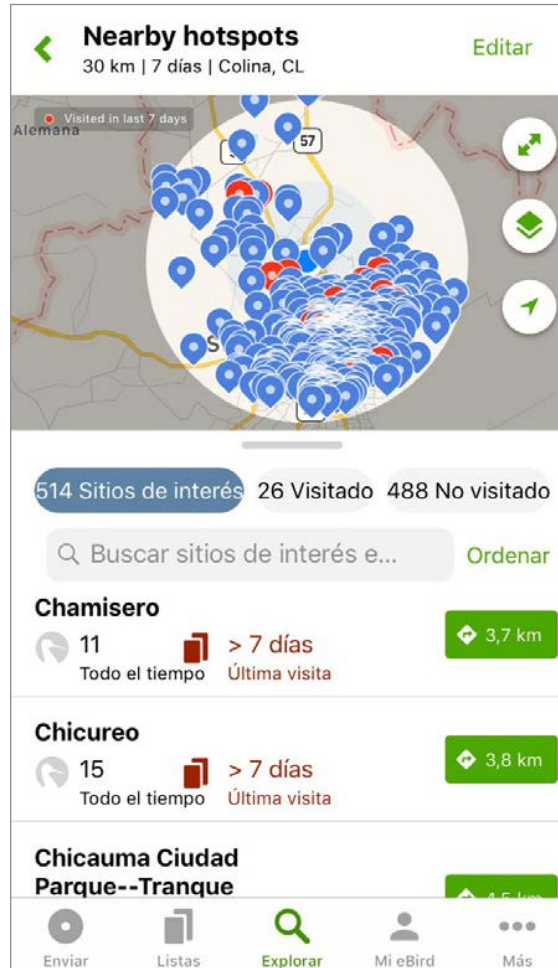 Nearby hotspots
Editar
30 km | 7 días | Colina, CL
Visited in last 7 days
Alemana
57
S
514 Sitios de interés
26 Visitado
488 No visitado
Buscar sitios de interés e...
Ordenar
Chamisero
11
> 7 días
3,7 km
Todo el tiempo
Última visita
Chicureo
15
> 7 días
3,8 km
Todo el tiempo
Última visita
Chicauma Ciudad
Parque--Tranque
4,5 km
Enviar
Listas
Explorar
Mi eBird
Más